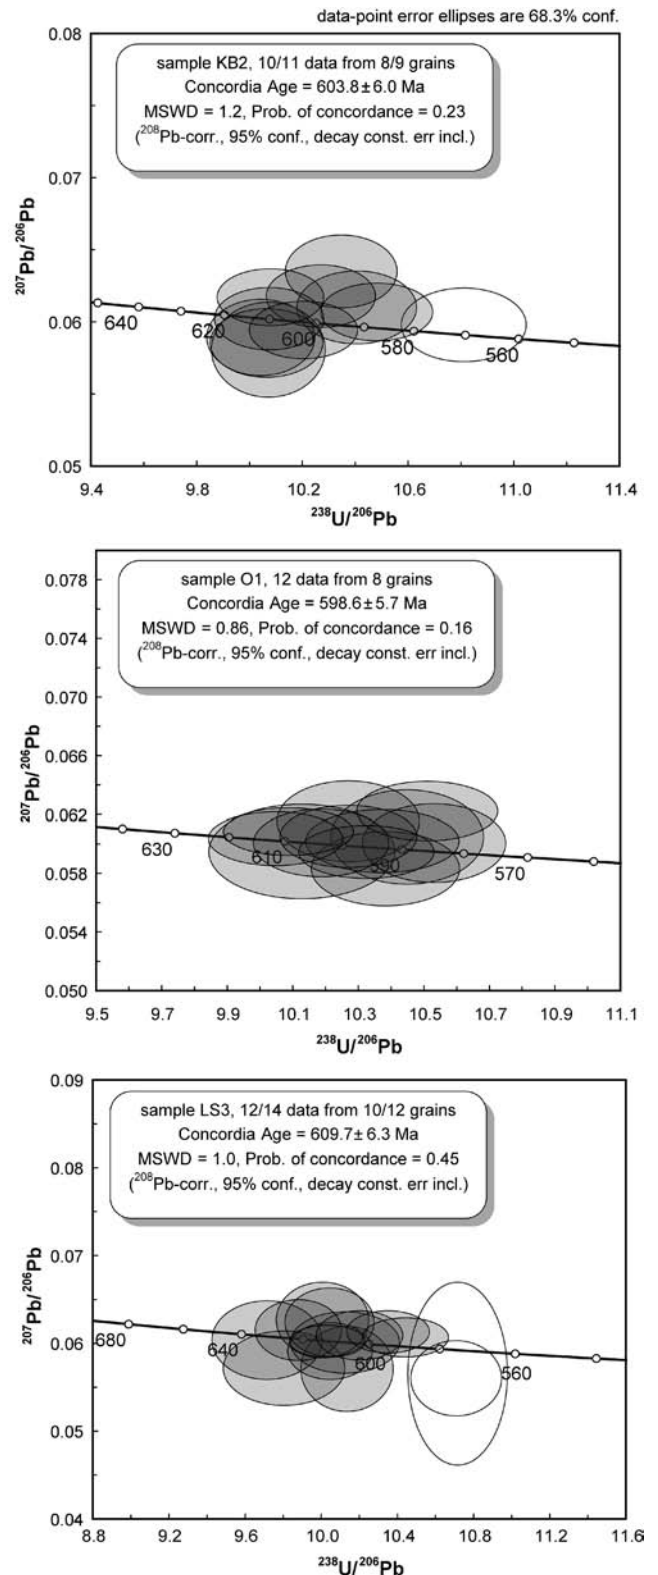 data-point error ellipses are 68.3% conf.
0.08
sample KB2, 10/11 data from 8/9 grains
Concordia Age = 603.8±6.0 Ma
MSWD = 1.2, Prob. of concordance = 0.23
(²⁰⁸Pb-corr., 95% conf., decay const. err incl.)
0.07
²⁰⁷Pb/²⁰⁶Pb
0.06
640
620
600
580
560
0.05
9.4 9.8 10.2 10.6 11.0 11.4
²³⁸U/²⁰⁶Pb
0.078
sample O1, 12 data from 8 grains
Concordia Age = 598.6±5.7 Ma
MSWD = 0.86, Prob. of concordance = 0.16
(²⁰⁸Pb-corr., 95% conf., decay const. err incl.)
0.074
0.070
0.066
²⁰⁷Pb/²⁰⁶Pb
0.062
630
610
590
570
0.058
0.054
0.050
9.5 9.7 9.9 10.1 10.3 10.5 10.7 10.9 11.1
²³⁸U/²⁰⁶Pb
0.09
sample LS3, 12/14 data from 10/12 grains
Concordia Age = 609.7±6.3 Ma
MSWD = 1.0, Prob. of concordance = 0.45
(²⁰⁸Pb-corr., 95% conf., decay const. err incl.)
0.08
0.07
²⁰⁷Pb/²⁰⁶Pb
680
640
600
560
0.06
0.05
0.04
8.8 9.2 9.6 10.0 10.4 10.8 11.2 11.6
²³⁸U/²⁰⁶Pb